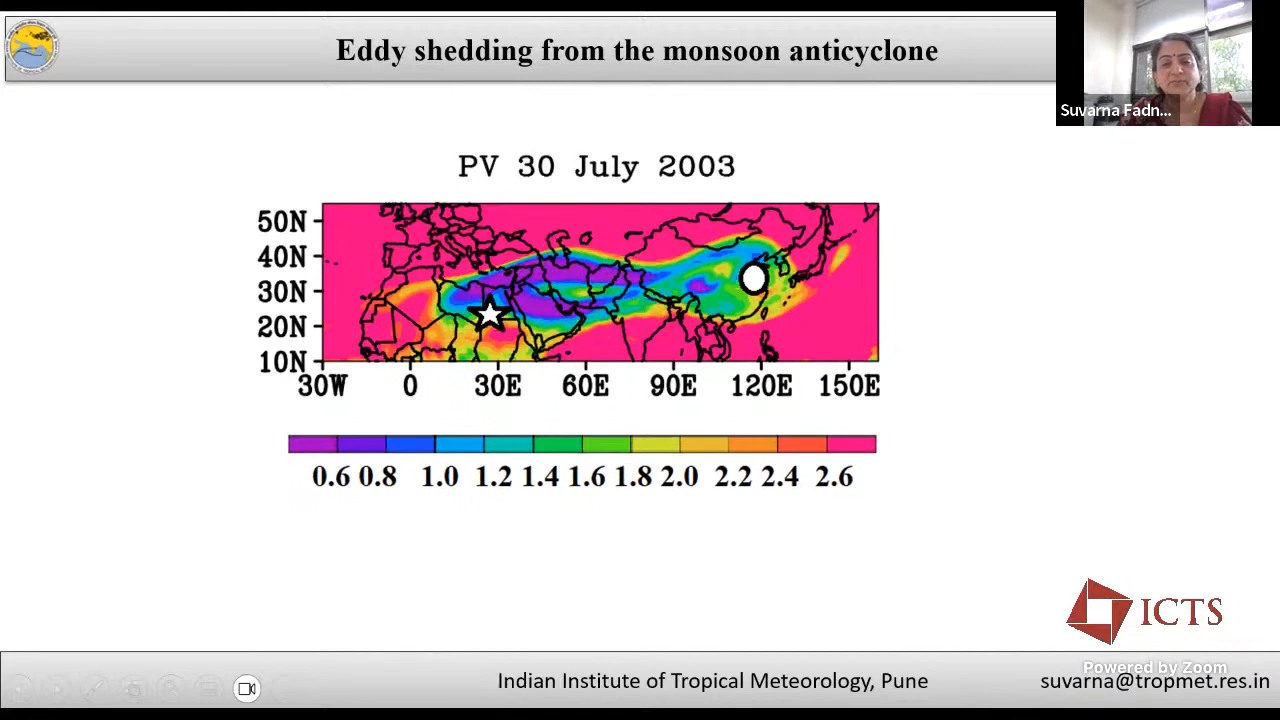 Eddy shedding from the monsoon anticyclone
Suvarna Fadn...
PV 30 July 2003
50N
40N
30N
20N
10N
30W 0 30E 60E 90E 120E 150E
0.6 0.8 1.0 1.2 1.4 1.6 1.8 2.0 2.2 2.4 2.6
ICTS
Powered by Zoom
Indian Institute of Tropical Meteorology, Pune
suvarna@tropmet.res.in